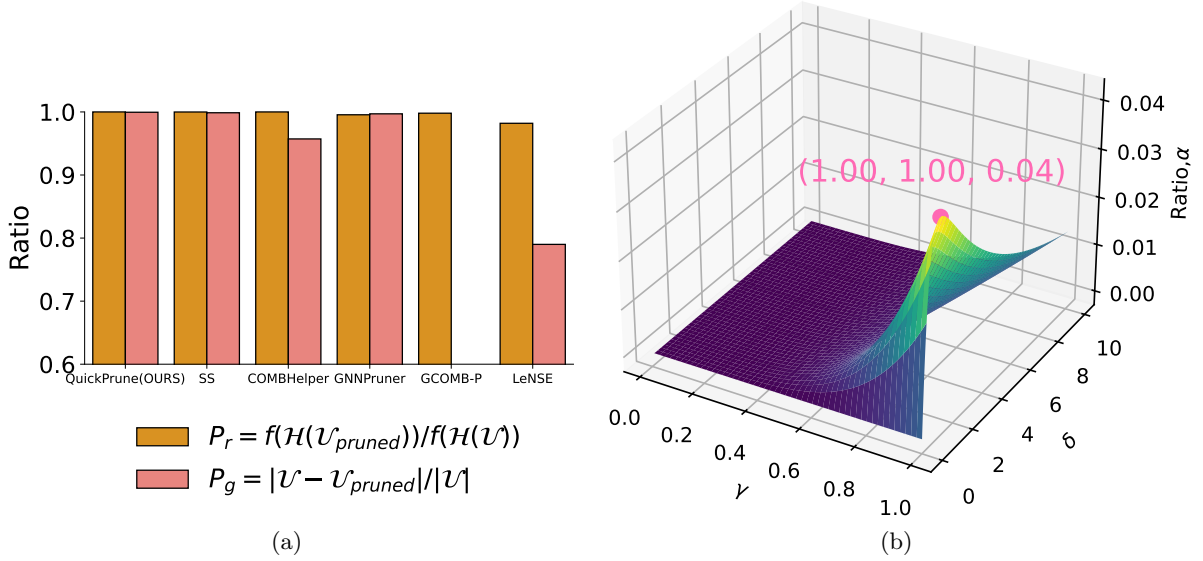 1.0
0.9
0.8
0.7
0.6
Ratio
QuickPrune(OURS) SS COMBHelper GNNPruner GCOMB-P LeNSE
P_r = f(ℋ(𝒰_pruned))/f(ℋ(𝒰))
P_g = |𝒰 − 𝒰_pruned|/|𝒰|
(a)
(1.00, 1.00, 0.04)
0.04
0.03
0.02
0.01
0.00
Ratio,α
0.0 0.2 0.4 0.6 0.8 1.0
γ
0 2 4 6 8 10
δ
(b)